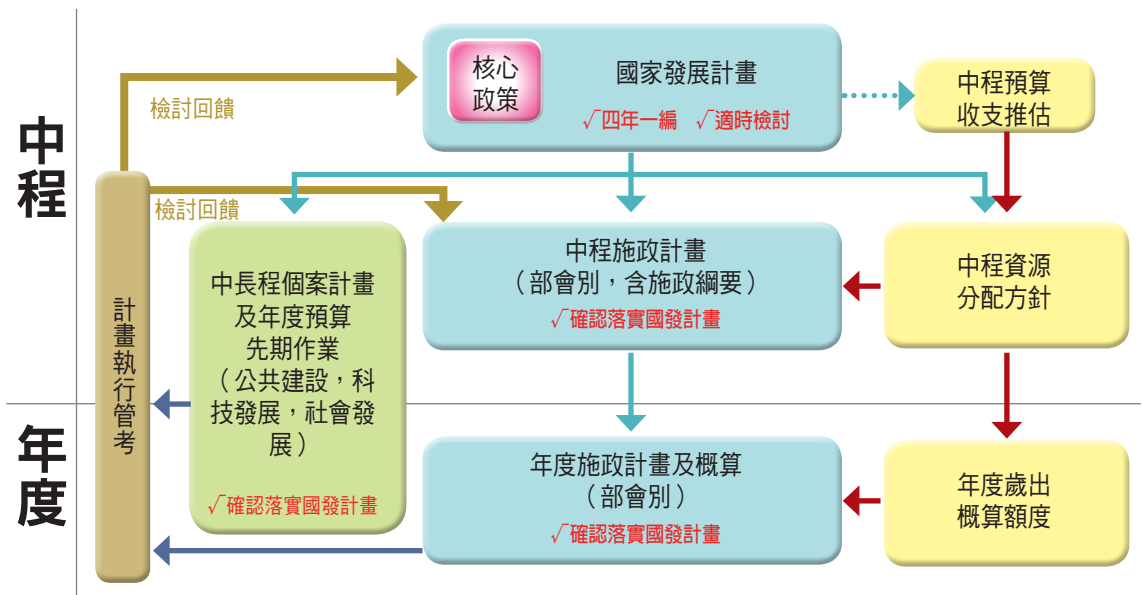 中程
年度
計畫執行管考
檢討回饋
檢討回饋
核心
政策
國家發展計畫
√四年一編 √適時檢討
中程預算
收支推估
中長程個案計畫
及年度預算
先期作業
（公共建設，科
技發展，社會發
展）
√確認落實國發計畫
中程施政計畫
（部會別，含施政綱要）
√確認落實國發計畫
中程資源
分配方針
年度施政計畫及概算
（部會別）
√確認落實國發計畫
年度歲出
概算額度